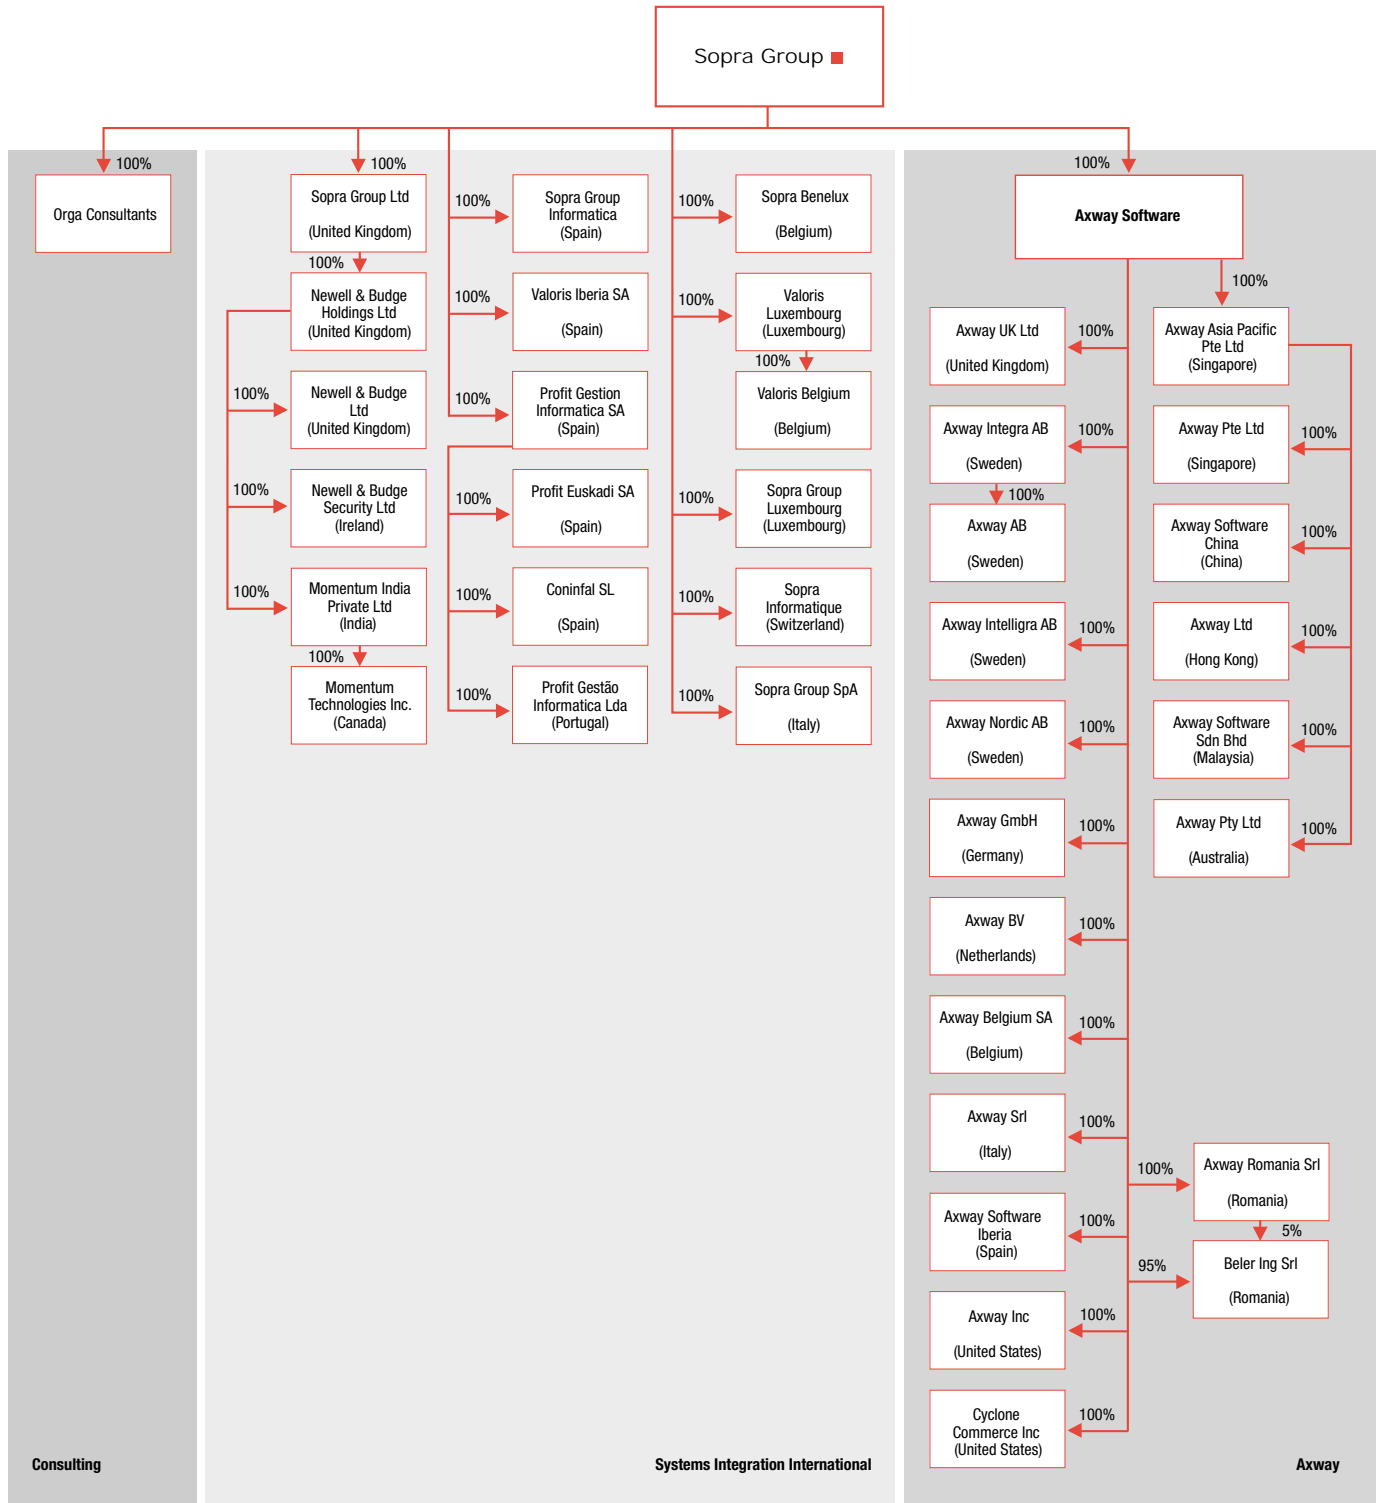 Sopra Group
100%
Orga Consultants
Consulting
100%
Sopra Group Ltd
(United Kingdom)
100%
Newell & Budge
Holdings Ltd
(United Kingdom)
100%
Newell & Budge
Ltd
(United Kingdom)
100%
Newell & Budge
Security Ltd
(Ireland)
100%
Momentum India
Private Ltd
(India)
100%
Momentum
Technologies Inc.
(Canada)
100%
Sopra Group
Informatica
(Spain)
100%
Valoris Iberia SA
(Spain)
100%
Profit Gestion
Informatica SA
(Spain)
100%
Profit Euskadi SA
(Spain)
100%
Coninfal SL
(Spain)
100%
Profit Gestão
Informatica Lda
(Portugal)
100%
Sopra Benelux
(Belgium)
100%
Valoris
Luxembourg
(Luxembourg)
100%
Valoris Belgium
(Belgium)
100%
Sopra Group
Luxembourg
(Luxembourg)
100%
Sopra
Informatique
(Switzerland)
100%
Sopra Group SpA
(Italy)
Systems Integration International
100%
Axway Software
Axway UK Ltd
(United Kingdom)
100%
Axway Integra AB
(Sweden)
100%
100%
Axway AB
(Sweden)
Axway Intelligra AB
(Sweden)
100%
Axway Nordic AB
(Sweden)
100%
Axway GmbH
(Germany)
100%
Axway BV
(Netherlands)
100%
Axway Belgium SA
(Belgium)
100%
Axway Srl
(Italy)
100%
Axway Software
Iberia
(Spain)
100%
Axway Inc
(United States)
100%
Cyclone
Commerce Inc
(United States)
100%
100%
Axway Asia Pacific
Pte Ltd
(Singapore)
Axway Pte Ltd
(Singapore)
100%
Axway Software
China
(China)
100%
Axway Ltd
(Hong Kong)
100%
Axway Software
Sdn Bhd
(Malaysia)
100%
Axway Pty Ltd
(Australia)
100%
100%
Axway Romania Srl
(Romania)
5%
95%
Beler Ing Srl
(Romania)
Axway